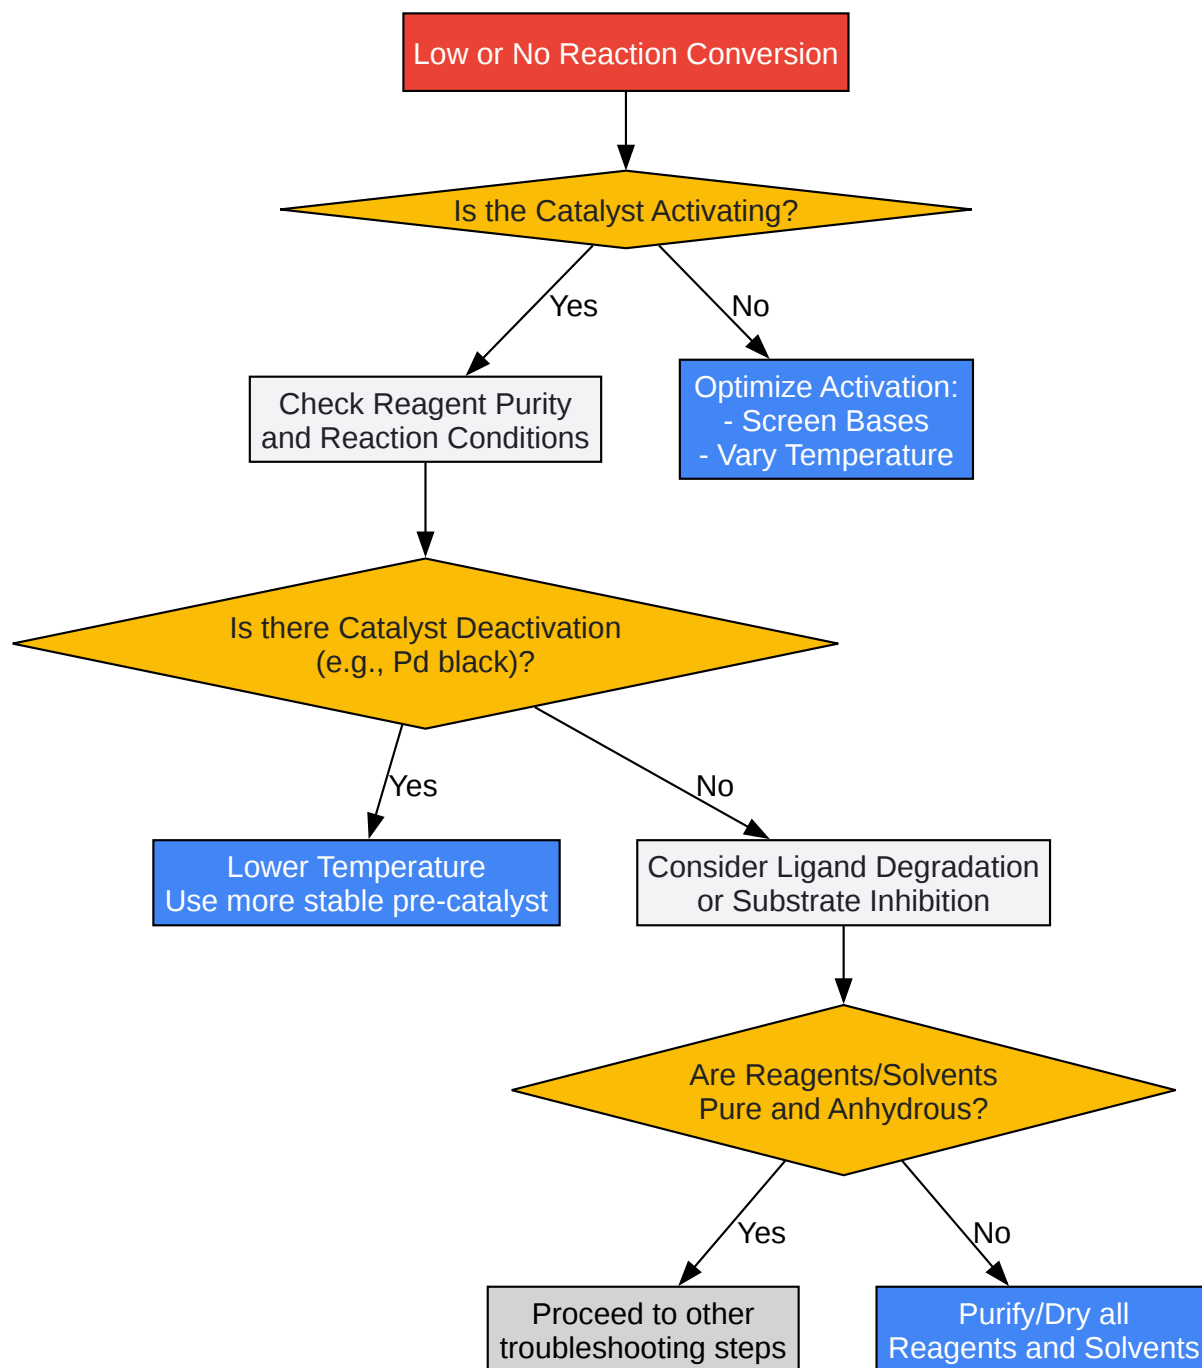 Low or No Reaction Conversion
Is the Catalyst Activating?
Yes
No
Check Reagent Purity
and Reaction Conditions
Optimize Activation:
- Screen Bases
- Vary Temperature
Is there Catalyst Deactivation
(e.g., Pd black)?
Yes
No
Lower Temperature
Use more stable pre-catalyst
Consider Ligand Degradation
or Substrate Inhibition
Are Reagents/Solvents
Pure and Anhydrous?
Yes
No
Proceed to other
troubleshooting steps
Purify/Dry all
Reagents and Solvents